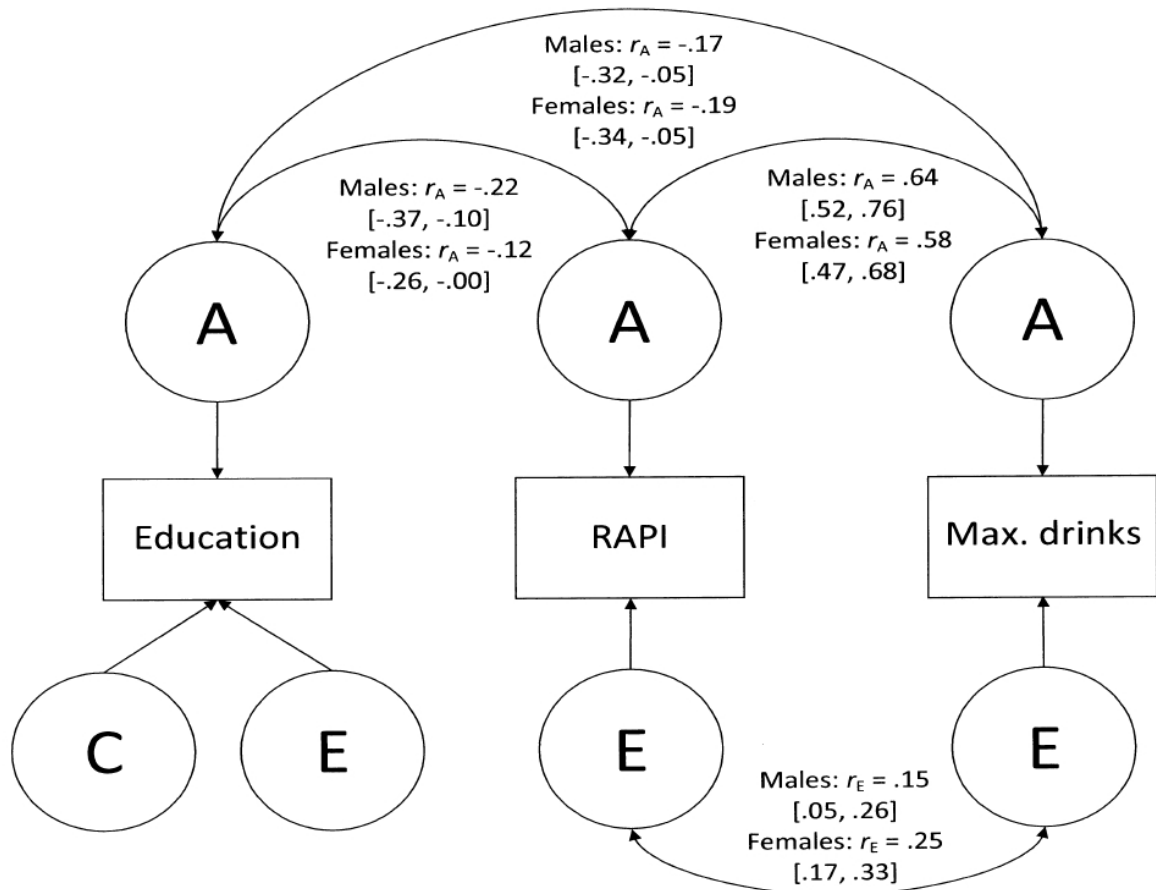 Males: rA = -.17
[-.32, -.05]
Females: rA = -.19
[-.34, -.05]
Males: rA = -.22
[-.37, -.10]
Females: rA = -.12
[-.26, -.00]
Males: rA = .64
[.52, .76]
Females: rA = .58
[.47, .68]
A
A
A
Education
RAPI
Max. drinks
C
E
E
E
Males: rE = .15
[.05, .26]
Females: rE = .25
[.17, .33]